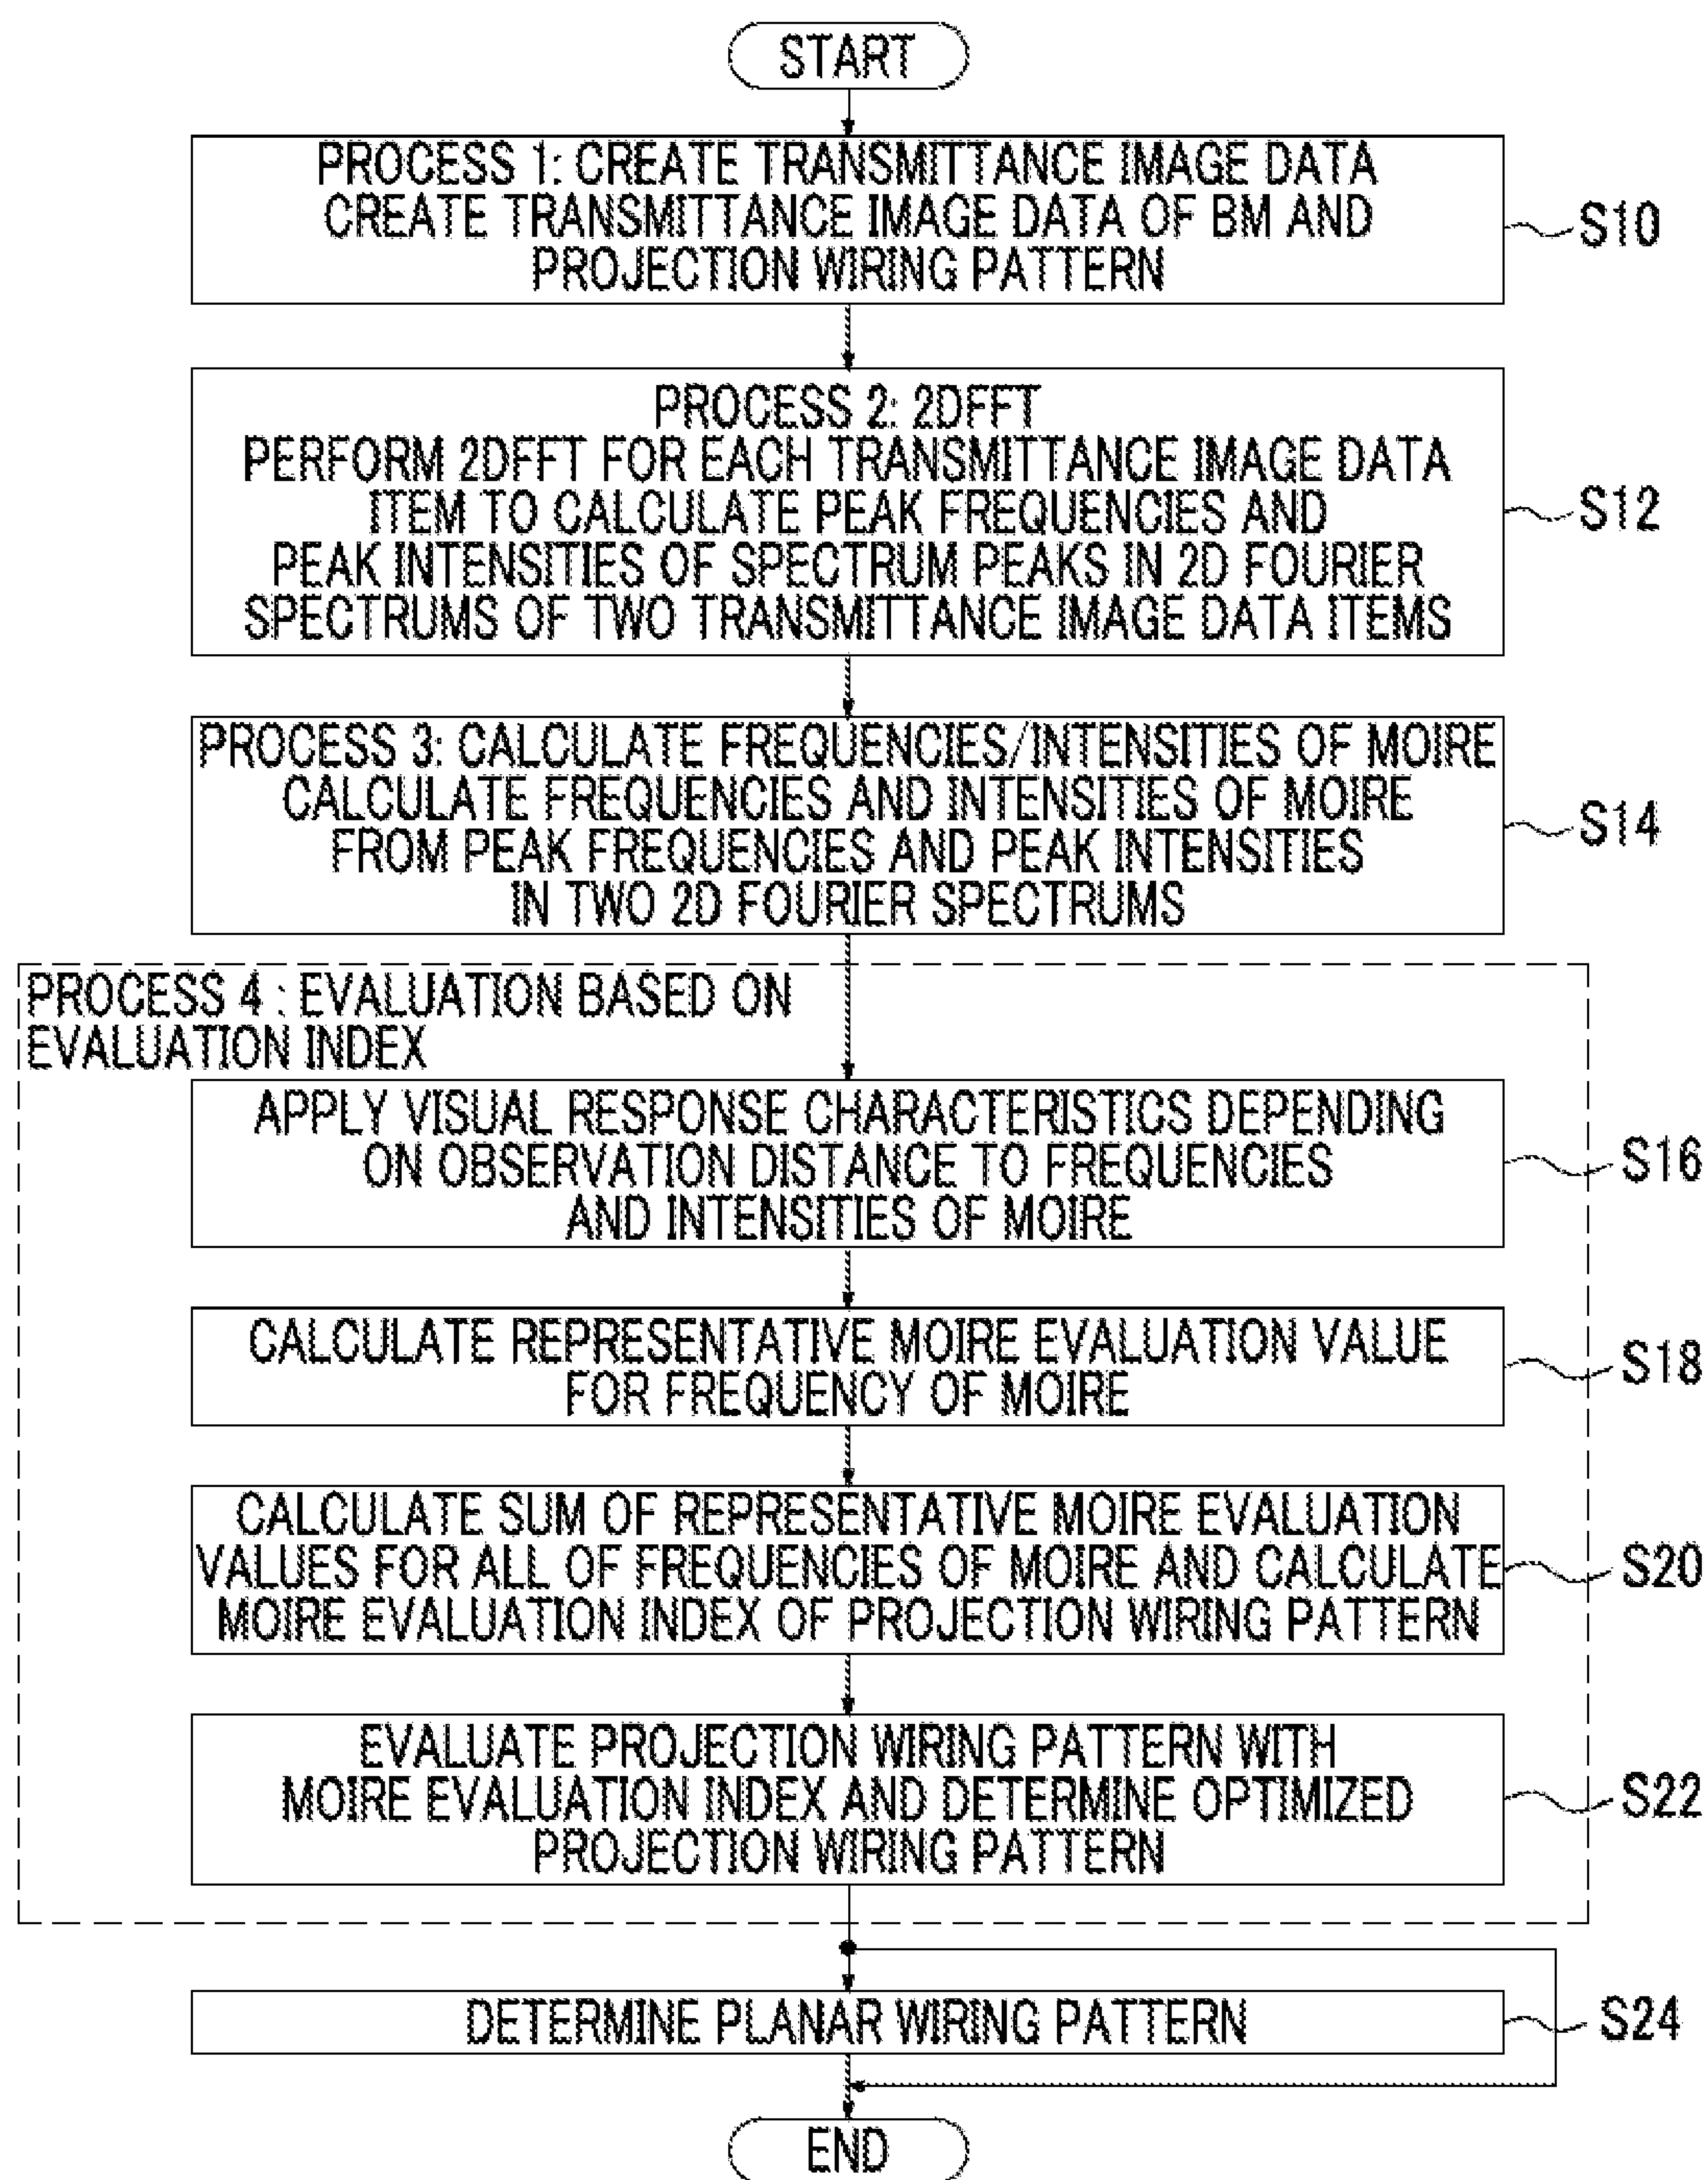 START
PROCESS 1: CREATE TRANSMITTANCE IMAGE DATA
CREATE TRANSMITTANCE IMAGE DATA OF BM AND
PROJECTION WIRING PATTERN
S10
PROCESS 2: 2DFFT
PERFORM 2DFFT FOR EACH TRANSMITTANCE IMAGE DATA
ITEM TO CALCULATE PEAK FREQUENCIES AND
PEAK INTENSITIES OF SPECTRUM PEAKS IN 2D FOURIER
SPECTRUMS OF TWO TRANSMITTANCE IMAGE DATA ITEMS
S12
PROCESS 3: CALCULATE FREQUENCIES/INTENSITIES OF MOIRE
CALCULATE FREQUENCIES AND INTENSITIES OF MOIRE
FROM PEAK FREQUENCIES AND PEAK INTENSITIES
IN TWO 2D FOURIER SPECTRUMS
S14
PROCESS 4 : EVALUATION BASED ON
EVALUATION INDEX
APPLY VISUAL RESPONSE CHARACTERISTICS DEPENDING
ON OBSERVATION DISTANCE TO FREQUENCIES
AND INTENSITIES OF MOIRE
S16
CALCULATE REPRESENTATIVE MOIRE EVALUATION VALUE
FOR FREQUENCY OF MOIRE
S18
CALCULATE SUM OF REPRESENTATIVE MOIRE EVALUATION
VALUES FOR ALL OF FREQUENCIES OF MOIRE AND CALCULATE
MOIRE EVALUATION INDEX OF PROJECTION WIRING PATTERN
S20
EVALUATE PROJECTION WIRING PATTERN WITH
MOIRE EVALUATION INDEX AND DETERMINE OPTIMIZED
PROJECTION WIRING PATTERN
S22
DETERMINE PLANAR WIRING PATTERN
S24
END